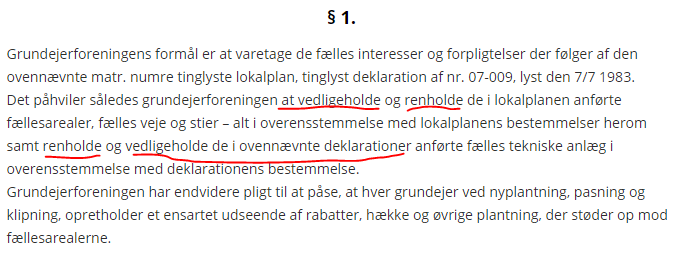 § 1.
Grundejerforeningens formål er at varetage de fælles interesser og forpligtelser der følger af den
ovennævnte matr. numre tinglyste lokalplan, tinglyst deklaration af nr. 07-009, lyst den 7/7 1983.
Det påhviler således grundejerforeningen at vedligeholde og renholde de i lokalplanen anførte
fællesarealer, fælles veje og stier – alt i overensstemmelse med lokalplanens bestemmelser herom
samt renholde og vedligeholde de i ovennævnte deklarationer anførte fælles tekniske anlæg i
overensstemmelse med deklarationens bestemmelse.
Grundejerforeningen har endvidere pligt til at påse, at hver grundejer ved nyplantning, pasning og
klipning, opretholder et ensartet udseende af rabatter, hække og øvrige plantning, der støder op mod
fællesarealerne.